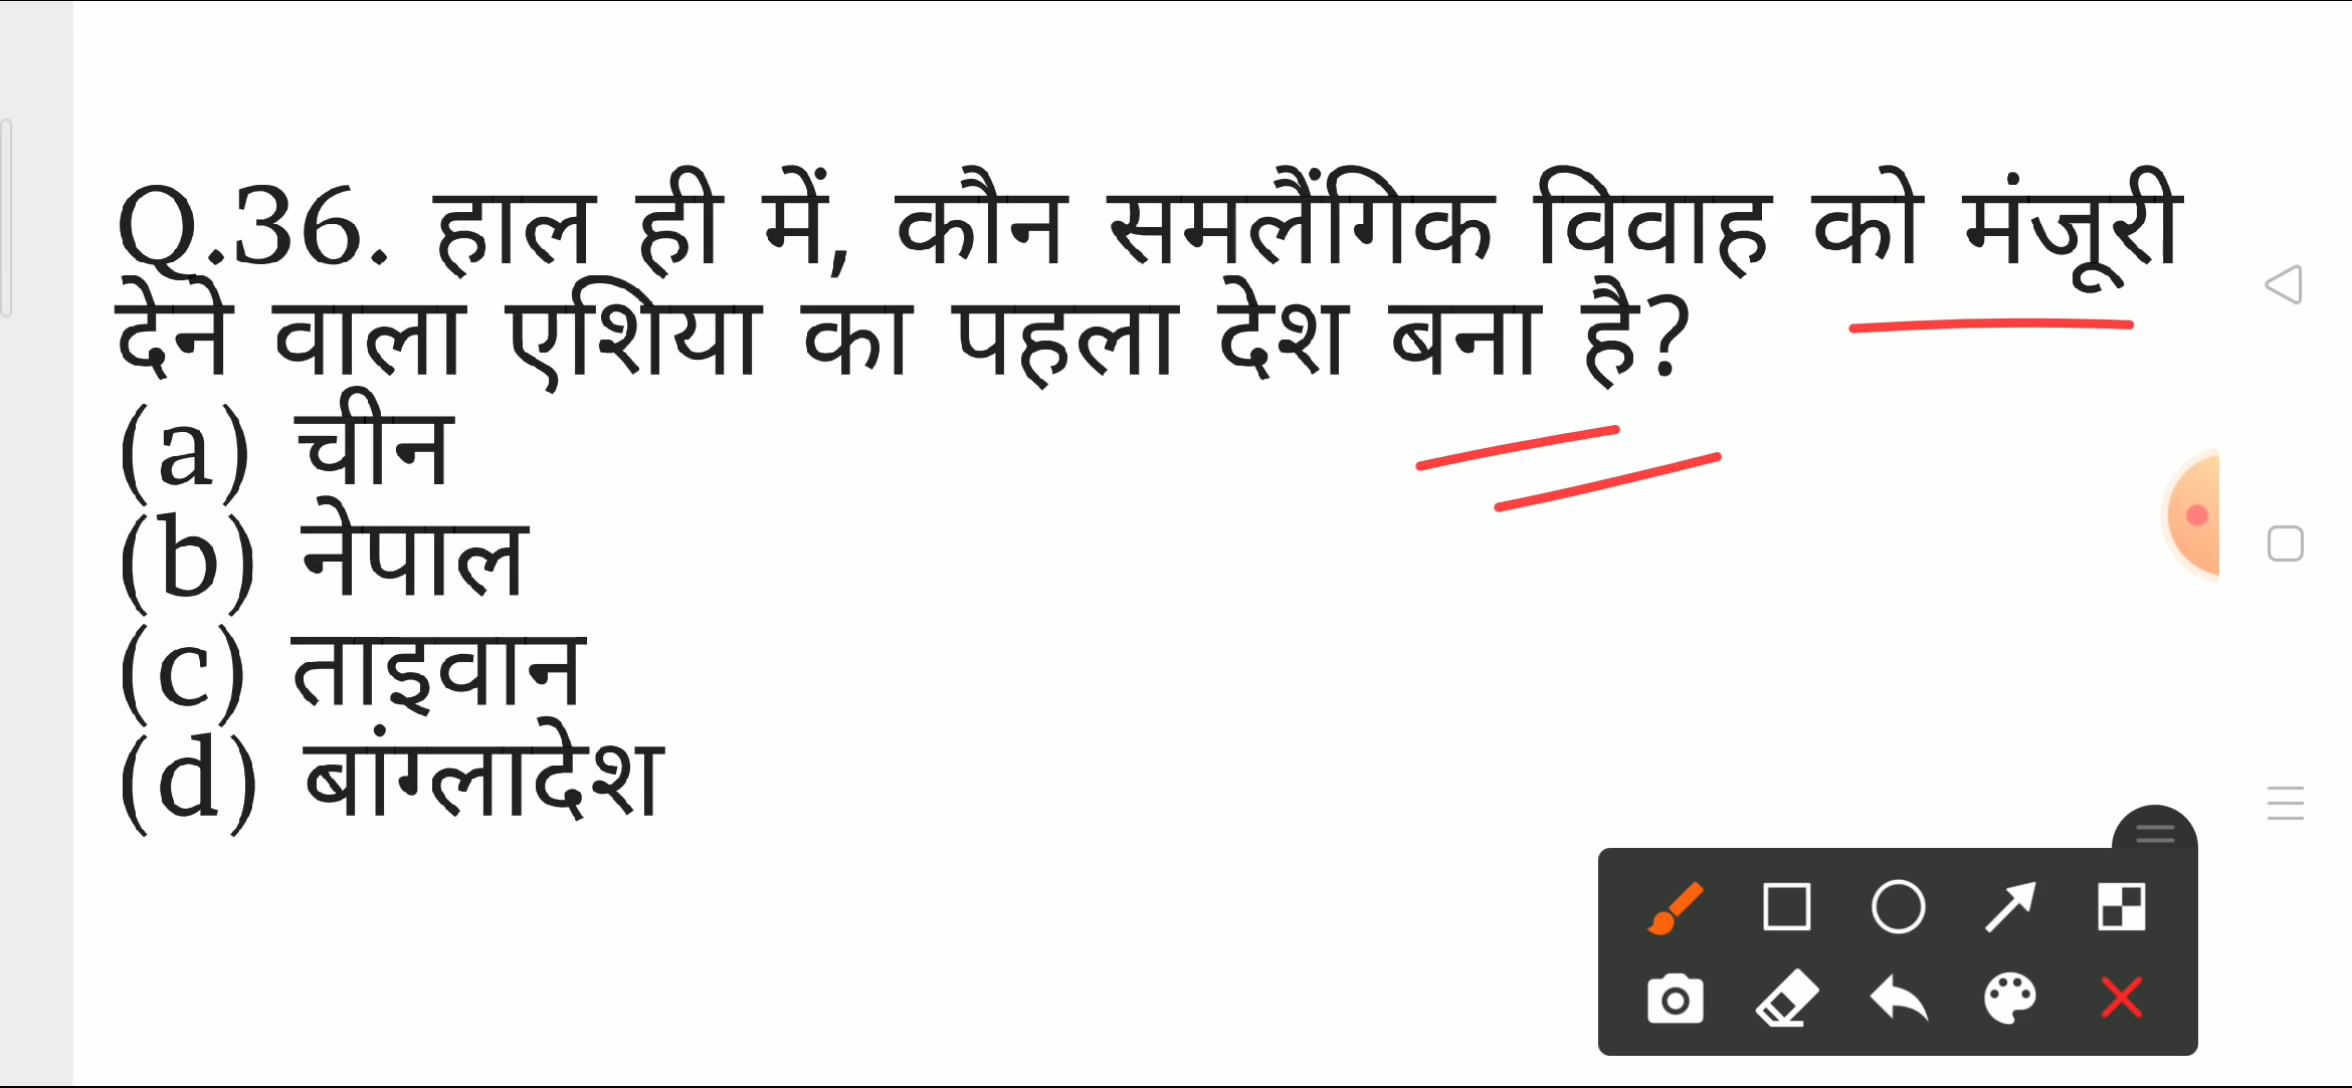 Q.36. हाल ही में, कौन समलैंगिक विवाह को मंजूरी
देने वाला एशिया का पहला देश बना है?
(a) चीन
(b) नेपाल
(c) ताइवान
(d) बांग्लादेश